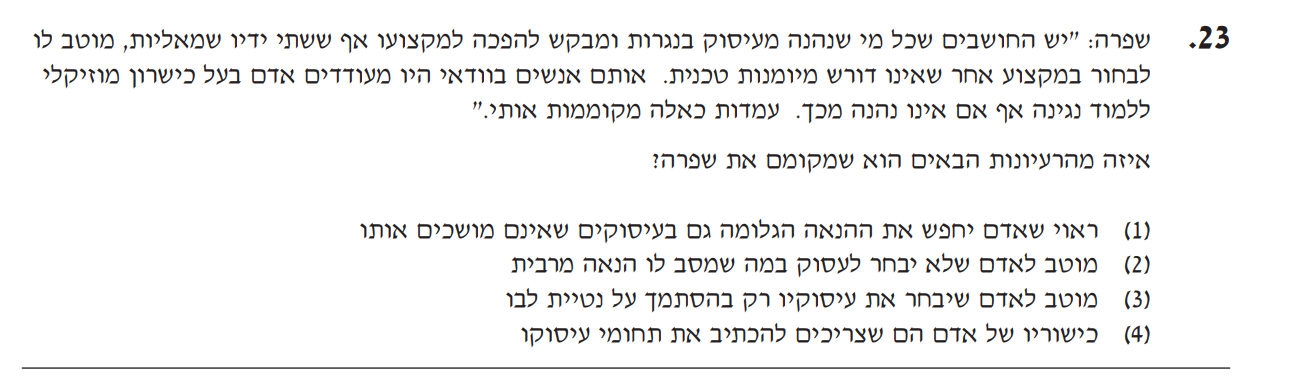 23. שפרה: "יש החושבים שכל מי שנהנה מעיסוק בנגרות ומבקש להפכה למקצועו אף ששתי ידיו שמאליות, מוטב לו
לבחור במקצוע אחר שאינו דורש מיומנות טכנית. אותם אנשים בוודאי היו מעודדים אדם בעל כישרון מוזיקלי
ללמוד נגינה אף אם אינו נהנה מכך. עמדות כאלה מקוממות אותי."
איזה מהרעיונות הבאים הוא שמקומם את שפרה?
(1) ראוי שאדם יחפש את ההנאה הגלומה גם בעיסוקים שאינם מושכים אותו
(2) מוטב לאדם שלא יבחר לעסוק במה שמסב לו הנאה מרבית
(3) מוטב לאדם שיבחר את עיסוקיו רק בהסתמך על נטיית לבו
(4) כישוריו של אדם הם שצריכים להכתיב את תחומי עיסוקו